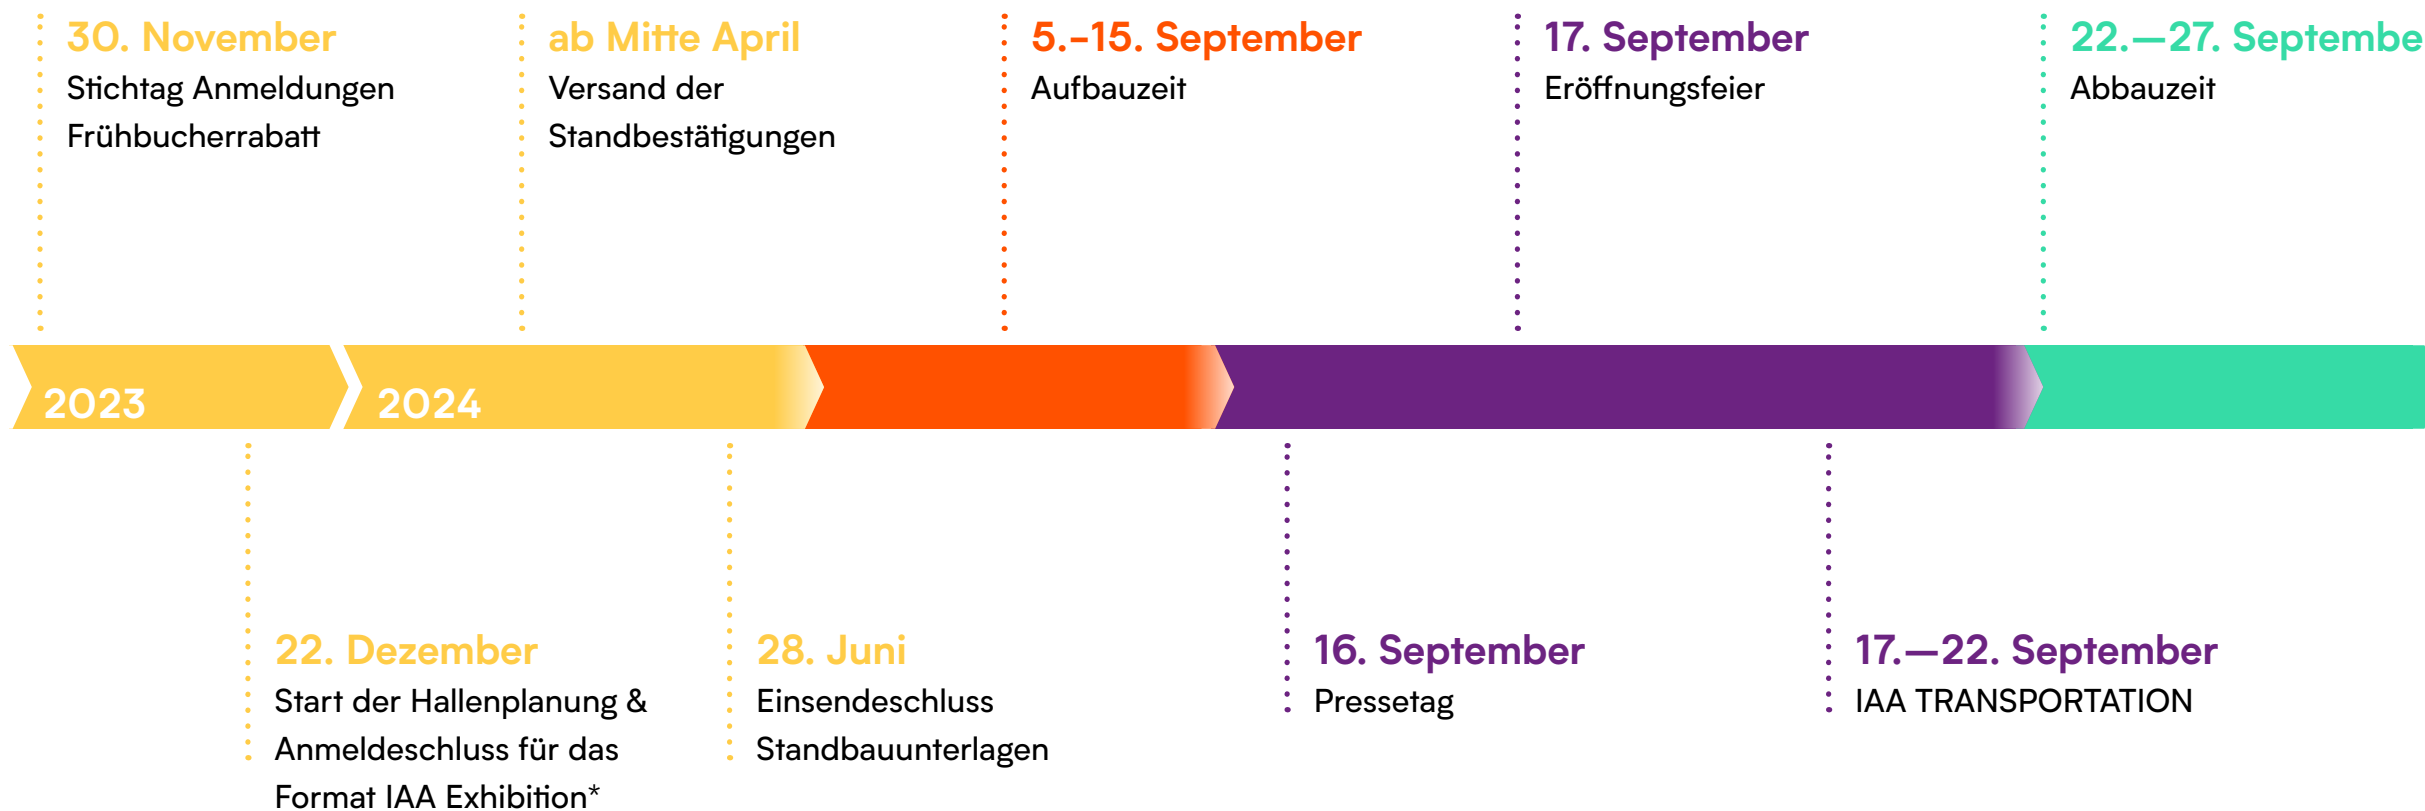 30. November
Stichtag Anmeldungen
Frühbucherrabatt
ab Mitte April
Versand der
Standbestätigungen
5.-15. September
Aufbauzeit
17. September
Eröffnungsfeier
22.—27. Septembe
Abbauzeit
2023
2024
22. Dezember
Start der Hallenplanung &
Anmeldeschluss für das
Format IAA Exhibition*
28. Juni
Einsendeschluss
Standbauunterlagen
16. September
Pressetag
17.—22. September
IAA TRANSPORTATION